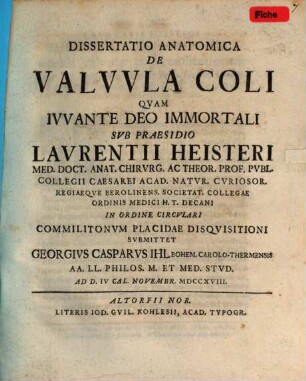 Fiche
DISSERTATIO ANATOMICA
DE
VALVVLA COLI
QVAM
IVVANTE DEO IMMORTALI
SVB PRAESIDIO
LAVRENTII HEISTERI
MED. DOCT. ANAT. CHIRVRG. AC THEOR. PROF. PVBL.
COLLEGII CAESAREI ACAD. NATVR. CVRIOSOR.
REGIAEQVE BEROLINENS. SOCIETAT. COLLEGAE
ORDINIS MEDICI H. T. DECANI
IN ORDINE CIRCVLARI
COMMILITONVM PLACIDAE DISQVISITIONI
SVBMITTET
GEORGIVS CASPARVS IHL, BOHEM. CAROLO-THERMENSIS
AA. LL. PHILOS. M. ET MED. STVD.
AD D. IV CAL. NOVEMBR. MDCCXVIII.
ALTORFII NOR.
LITERIS IOD. GVIL. KOHLESII, ACAD. TYPOGR.